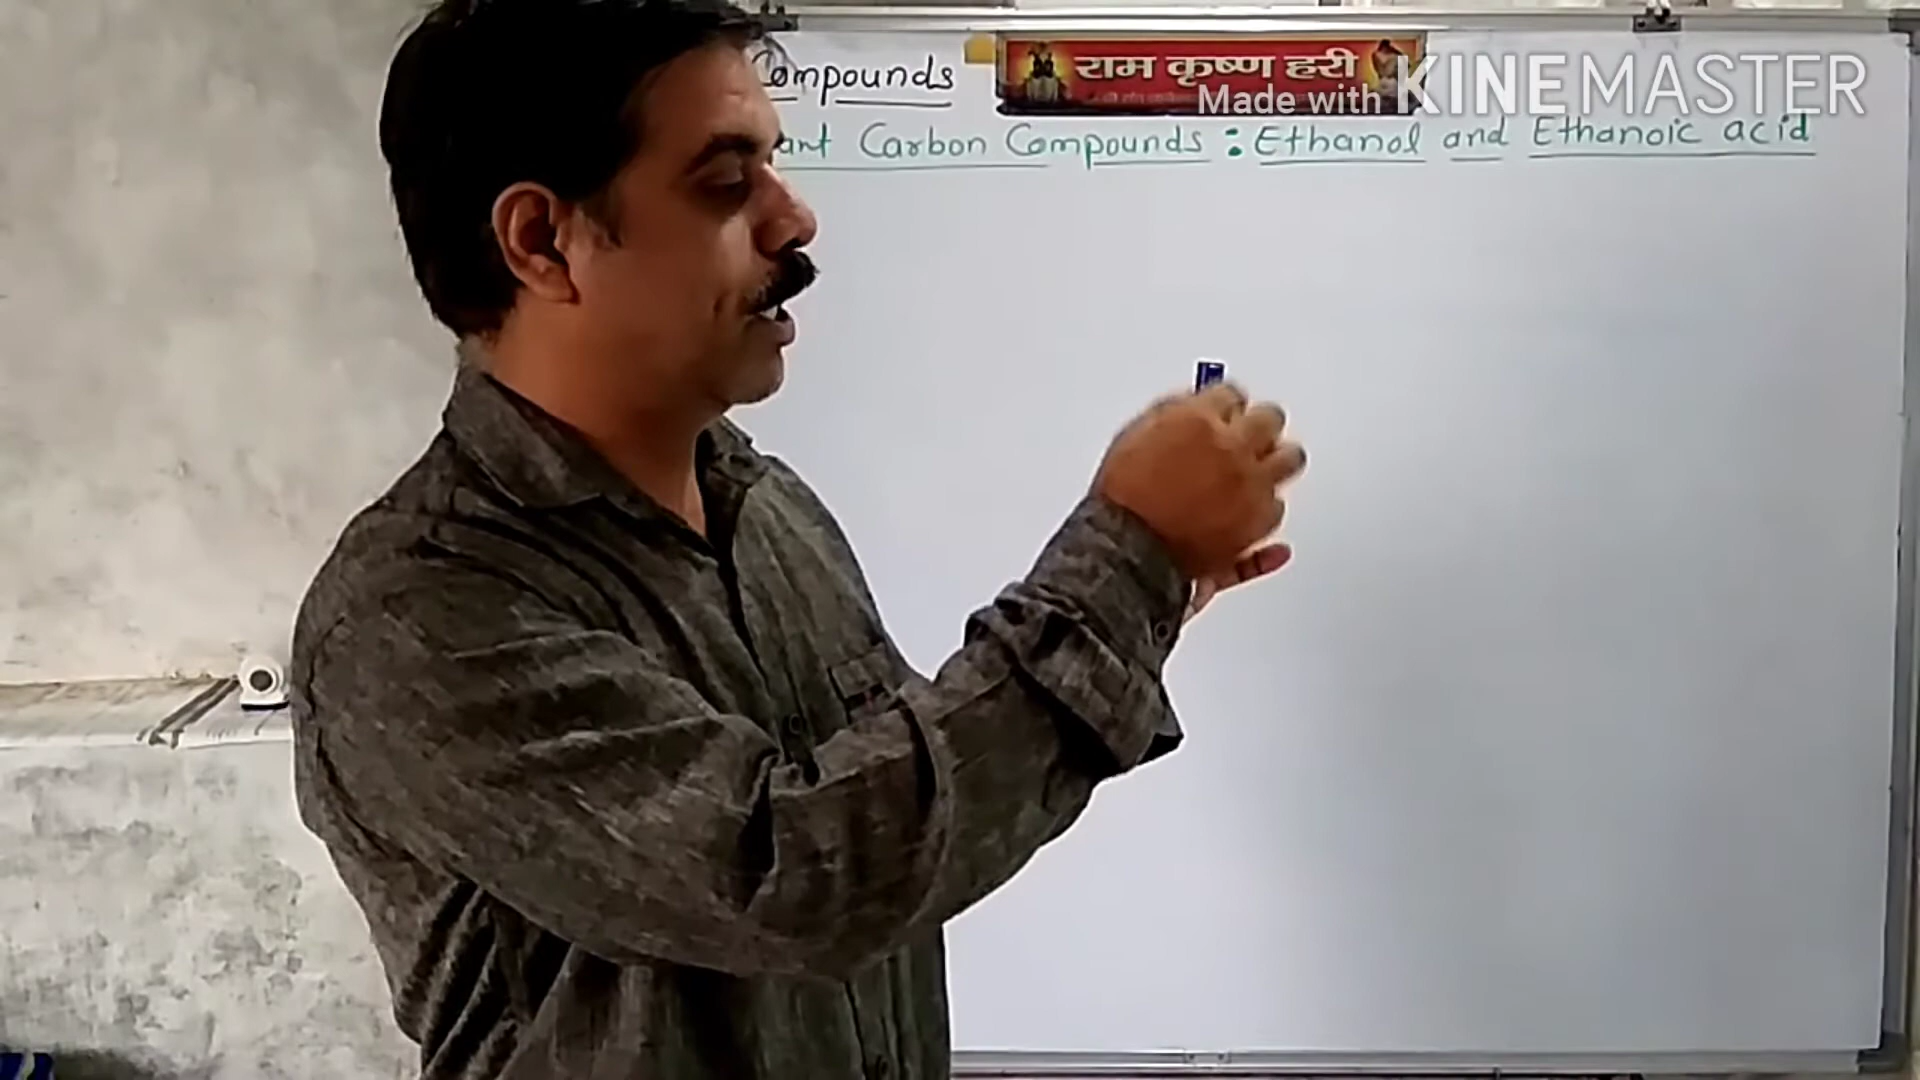 Compounds
राम कृष्ण हरी
Made with KINEMASTER
ant Carbon Compounds : Ethanol and Ethanoic acid